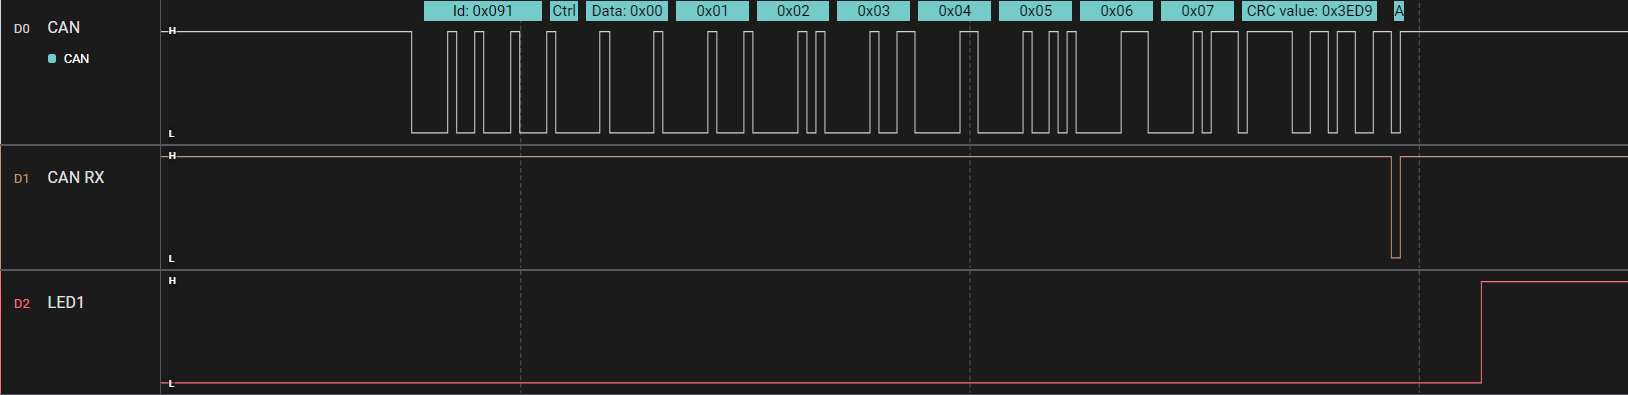 Id: 0x091 Ctrl Data: 0x00 0x01 0x02 0x03 0x04 0x05 0x06 0x07 CRC value: 0x3ED9 A
D0 CAN H
CAN
L
H
D1 CAN RX
L
H
D2 LED1
L